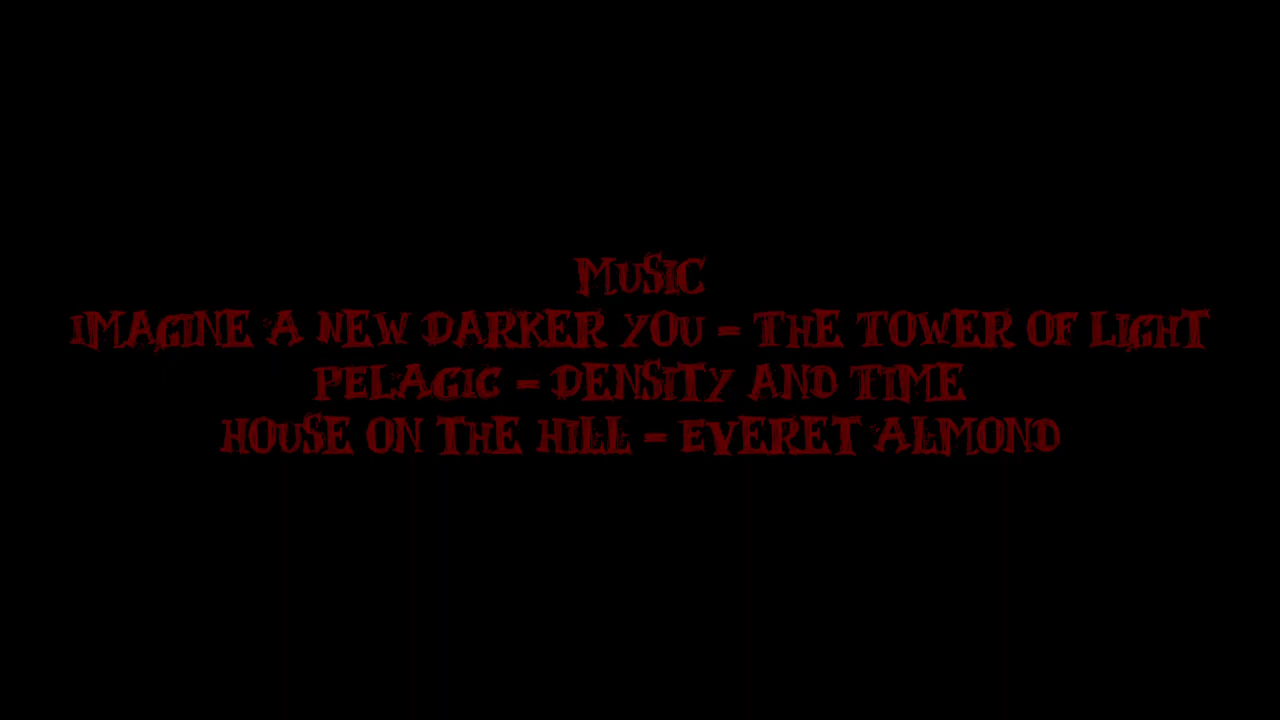 MUSIC
IMAGINE A NEW DARKER YOU - THE TOWER OF LIGHT
PELAGIC - DENSITY AND TIME
HOUSE ON THE HILL - EVERET ALMOND